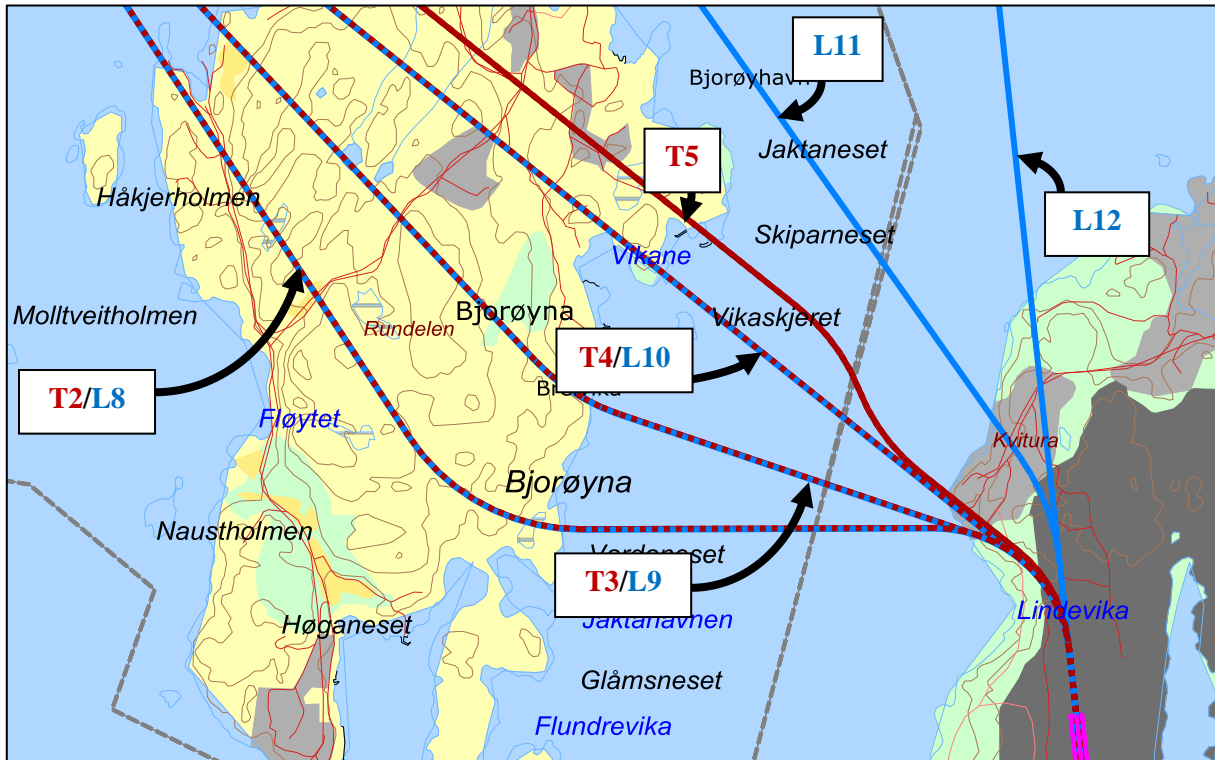 L11
Bjorøyhavn
Jaktaneset
T5
Håkjerholmen
L12
Skiparneset
Vikane
Molltveitholmen
Bjorøyna
Vikaskjeret
Rundelen
T4/L10
T2/L8
Fløytet
Kvitura
Bjorøyna
Naustholmen
T3/L9
Lindevika
Høganeset
Jaktahavnen
Glåmsneset
Flundrevika